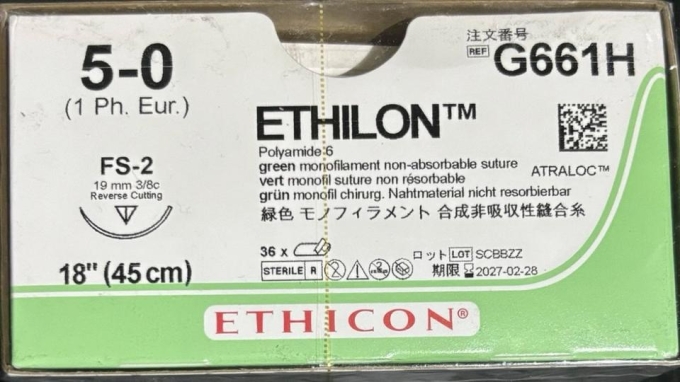 5-0
(1 Ph. Eur.)
注文番号
REF G661H
ETHILON™
Polyamide 6
green monofilament non-absorbable suture
vert monofil suture non résorbable
grün monofil chirurg. Nahtmaterial nicht resorbierbar
緑色 モノフィラメント 合成非吸収性縫合糸
ATRALOC™
FS-2
19 mm 3/8c
Reverse Cutting
18" (45 cm)
36 x
STERILE R
2
ロット LOT SCBBZZ
期限 2027-02-28
ETHICON®